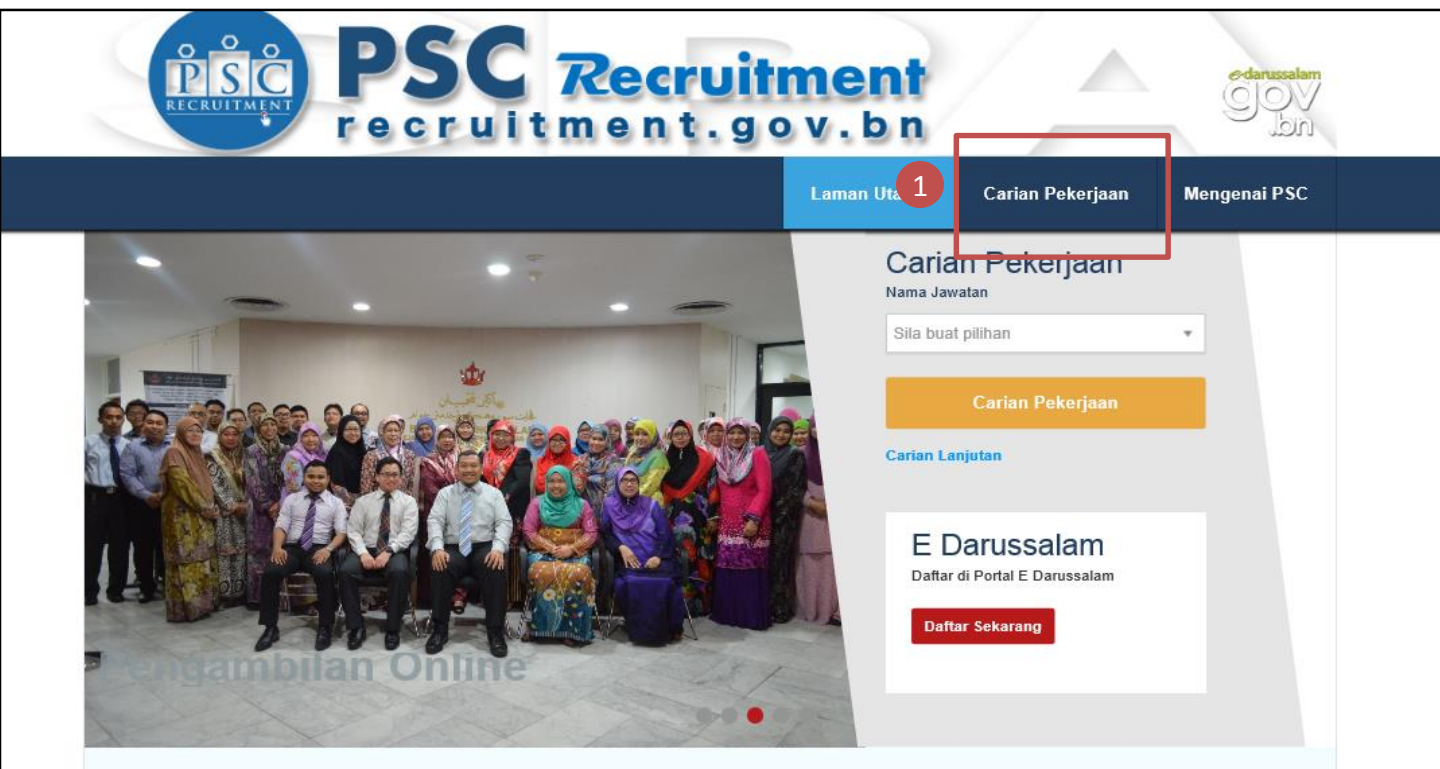 PSC
RECRUITMENT
PSC Recruitment
recruitment.gov.bn
e-darussalam
gov
.bn
Laman Uta
1
Carian Pekerjaan
Mengenai PSC
Carian Pekerjaan
Nama Jawatan
Sila buat pilihan
Carian Pekerjaan
Carian Lanjutan
E Darussalam
Daftar di Portal E Darussalam
Daftar Sekarang
Pengambilan Online